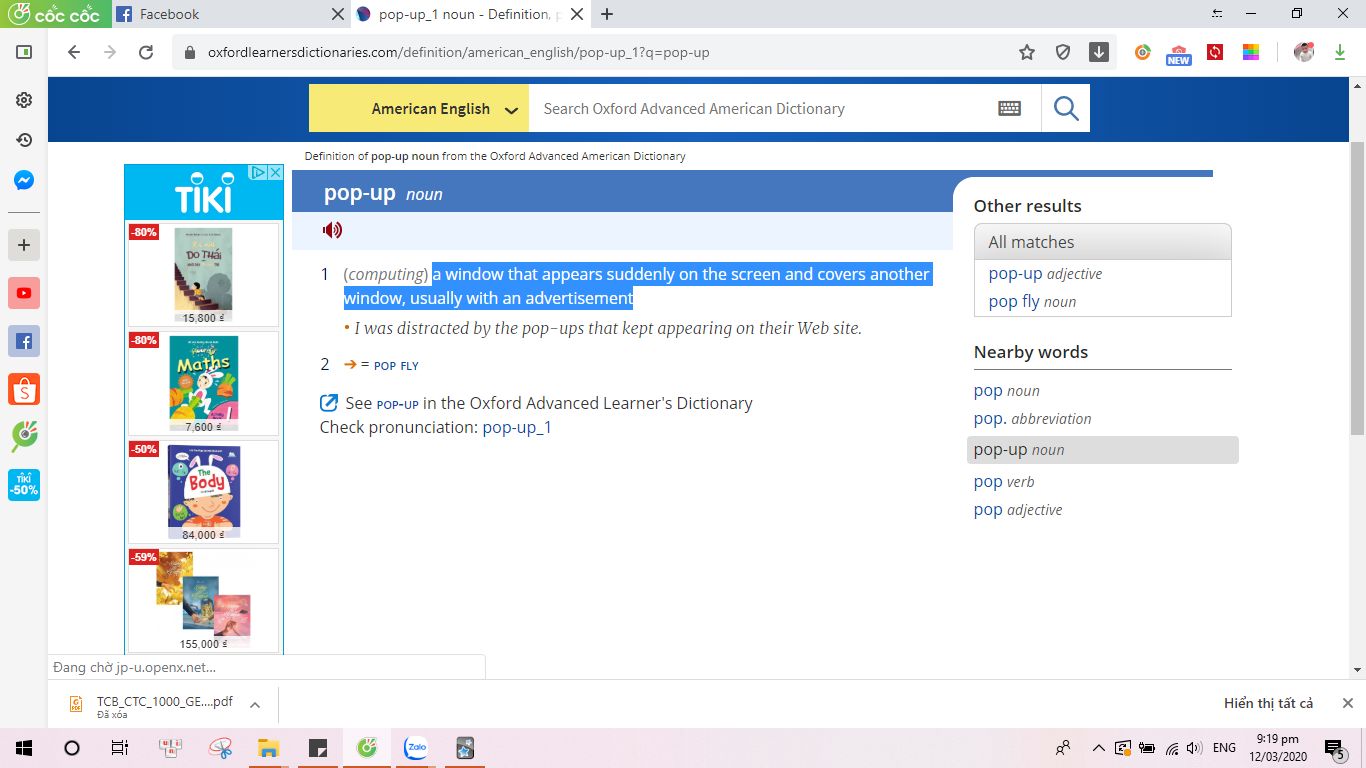 cốc cốc
Facebook
pop-up_1 noun - Definition, p
oxfordlearnersdictionaries.com/definition/american_english/pop-up_1?q=pop-up
NEW
American English
Search Oxford Advanced American Dictionary
Definition of pop-up noun from the Oxford Advanced American Dictionary
TIKI
-80%
DO THÁI
15,800 ₫
-80%
Maths
7,600 ₫
-50%
The Body
84,000 ₫
-59%
155,000 ₫
pop-up noun
1 (computing) a window that appears suddenly on the screen and covers another
window, usually with an advertisement
• I was distracted by the pop-ups that kept appearing on their Web site.
2 ➔ = POP FLY
See POP-UP in the Oxford Advanced Learner's Dictionary
Check pronunciation: pop-up_1
Other results
All matches
pop-up adjective
pop fly noun
Nearby words
pop noun
pop. abbreviation
pop-up noun
pop verb
pop adjective
TIKI
-50%
Đang chờ jp-u.openx.net...
TCB_CTC_1000_GE....pdf
Đã xóa
Hiển thị tất cả
Zalo
ENG
9:19 pm
12/03/2020
5